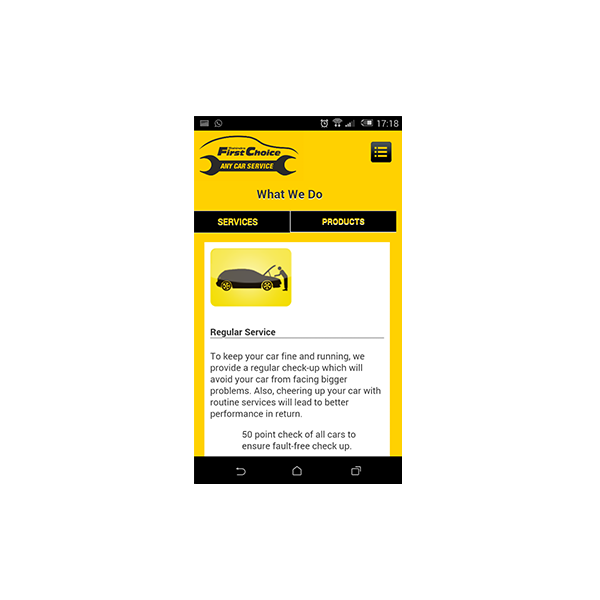 17:18
FirstChoice
ANY CAR SERVICE
What We Do
SERVICES
PRODUCTS
Regular Service
To keep your car fine and running, we
provide a regular check-up which will
avoid your car from facing bigger
problems. Also, cheering up your car with
routine services will lead to better
performance in return.
50 point check of all cars to
ensure fault-free check up.